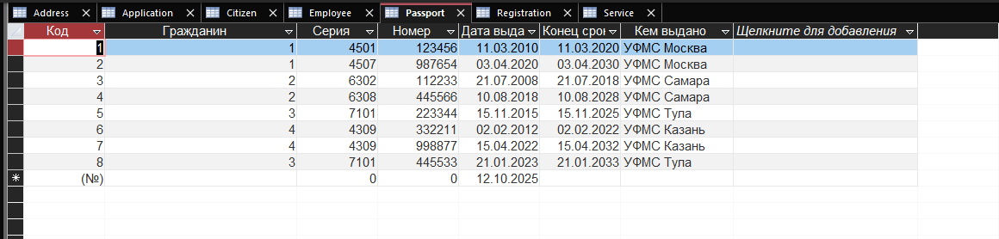 Address Application Citizen Employee Passport Registration Service
Код Гражданин Серия Номер Дата выда Конец срок Кем выдано Щелкните для добавления
1 1 4501 123456 11.03.2010 11.03.2020 УФМС Москва
2 1 4507 987654 03.04.2020 03.04.2030 УФМС Москва
3 2 6302 112233 21.07.2008 21.07.2018 УФМС Самара
4 2 6308 445566 10.08.2018 10.08.2028 УФМС Самара
5 3 7101 223344 15.11.2015 15.11.2025 УФМС Тула
6 4 4309 332211 02.02.2012 02.02.2022 УФМС Казань
7 4 4309 998877 15.04.2022 15.04.2032 УФМС Казань
8 3 7101 445533 21.01.2023 21.01.2033 УФМС Тула
* (№) 0 0 12.10.2025